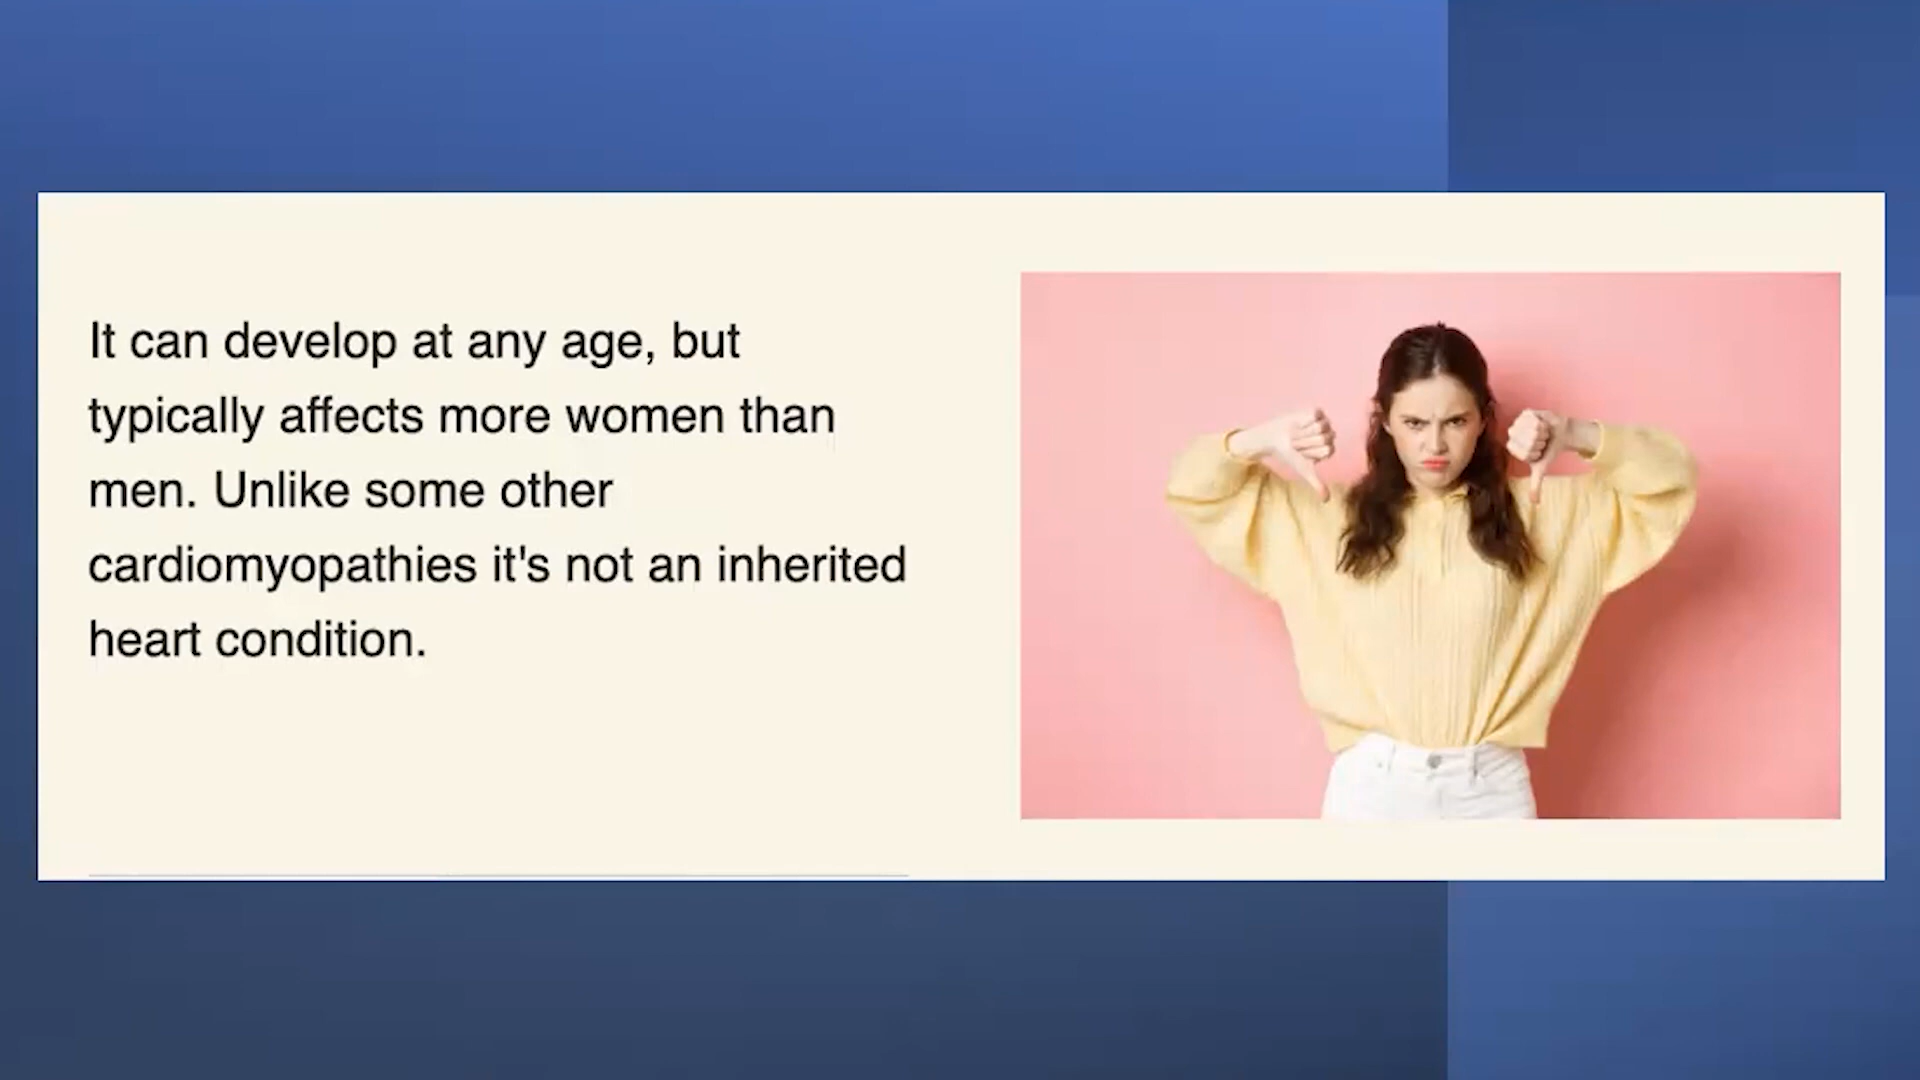 It can develop at any age, but
typically affects more women than
men. Unlike some other
cardiomyopathies it's not an inherited
heart condition.